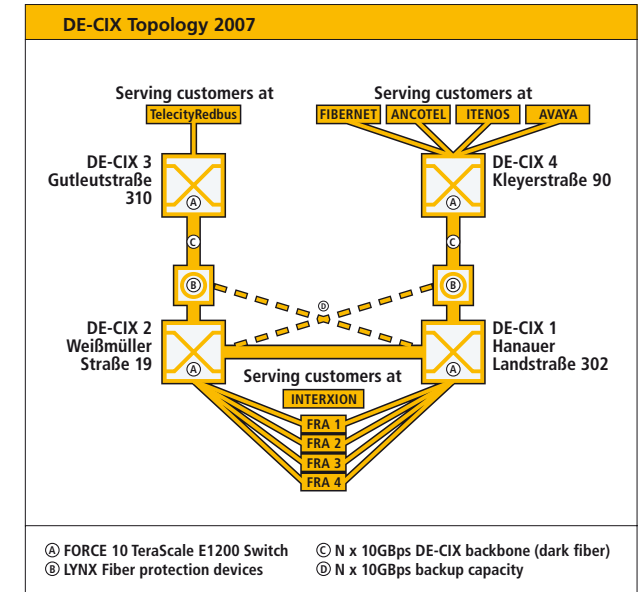 DE-CIX Topology 2007
Serving customers at
TelecityRedbus
Serving customers at
FIBERNET
ANCOTEL
ITENOS
AVAYA
DE-CIX 3
Gutleutstraße
310
A
DE-CIX 4
Kleyerstraße 90
A
C
C
B
B
D
DE-CIX 2
Weißmüller
Straße 19
A
DE-CIX 1
Hanauer
Landstraße 302
A
Serving customers at
INTERXION
FRA 1
FRA 2
FRA 3
FRA 4
Ⓐ FORCE 10 TeraScale E1200 Switch
Ⓑ LYNX Fiber protection devices
Ⓒ N x 10GBps DE-CIX backbone (dark fiber)
Ⓓ N x 10GBps backup capacity